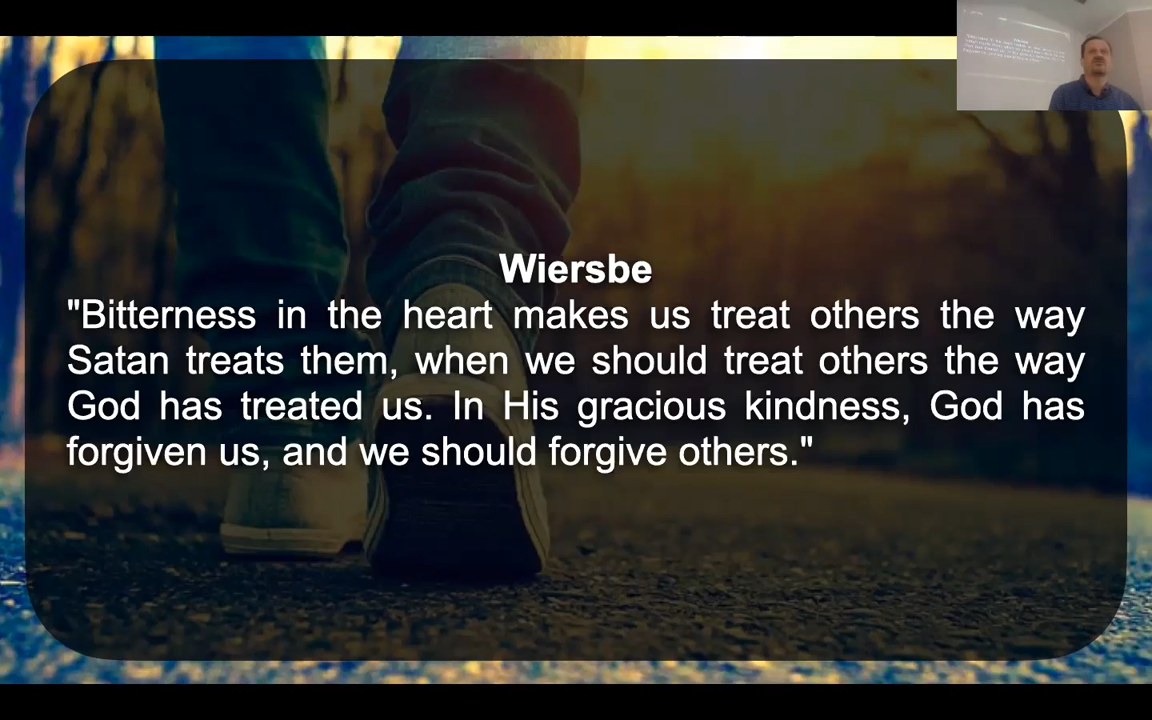 Wiersbe
"Bitterness in the heart makes us treat others the way
Satan treats them, when we should treat others the way
God has treated us. In His gracious kindness, God has
forgiven us, and we should forgive others."